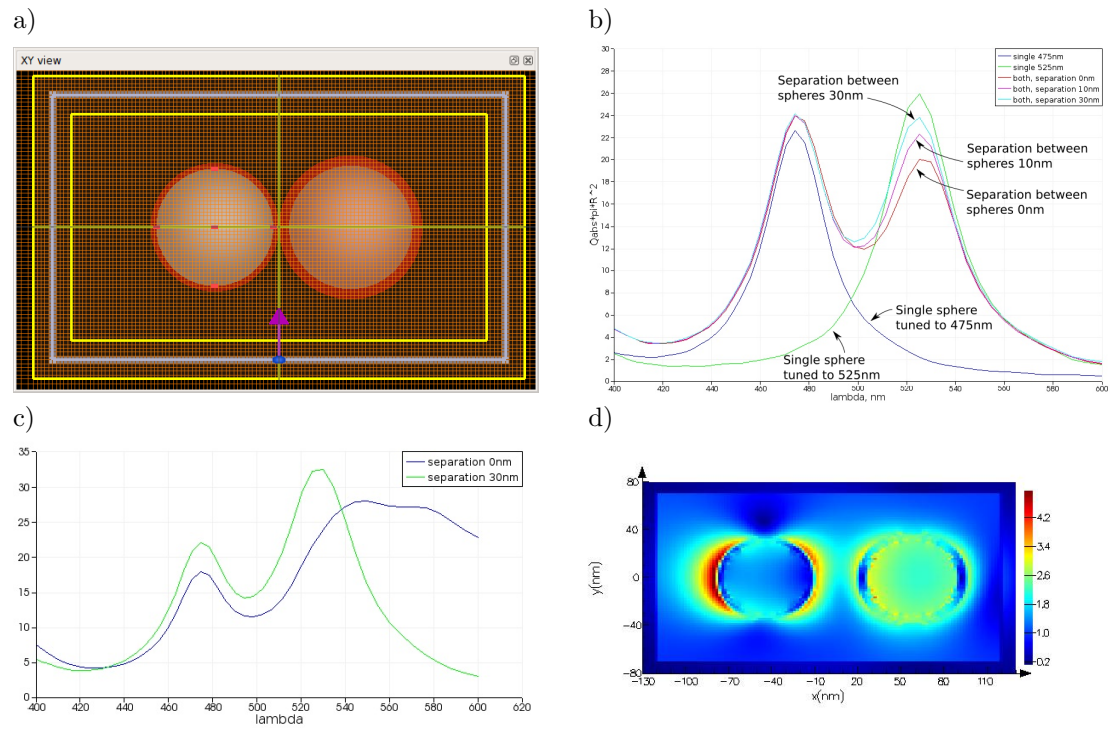 a)
XY view
b)
30
28
26
24
22
20
18
16
14
12
10
8
6
4
2
0
Qabs*pi*R^2
400
420
440
460
480
500
520
540
560
580
600
lambda, nm
single 475nm
single 525nm
both, separation 0nm
both, separation 10nm
both, separation 30nm
Separation between
spheres 30nm
Separation between
spheres 10nm
Separation between
spheres 0nm
Single sphere
tuned to 475nm
Single sphere
tuned to 525nm
c)
35
30
25
20
15
10
5
0
400
420
440
460
480
500
520
540
560
580
600
620
lambda
separation 0nm
separation 30nm
d)
80
40
0
-40
-80
y(nm)
-130
-100
-70
-40
-10
20
50
80
110
x(nm)
4.2
3.4
2.6
1.8
1.0
0.2